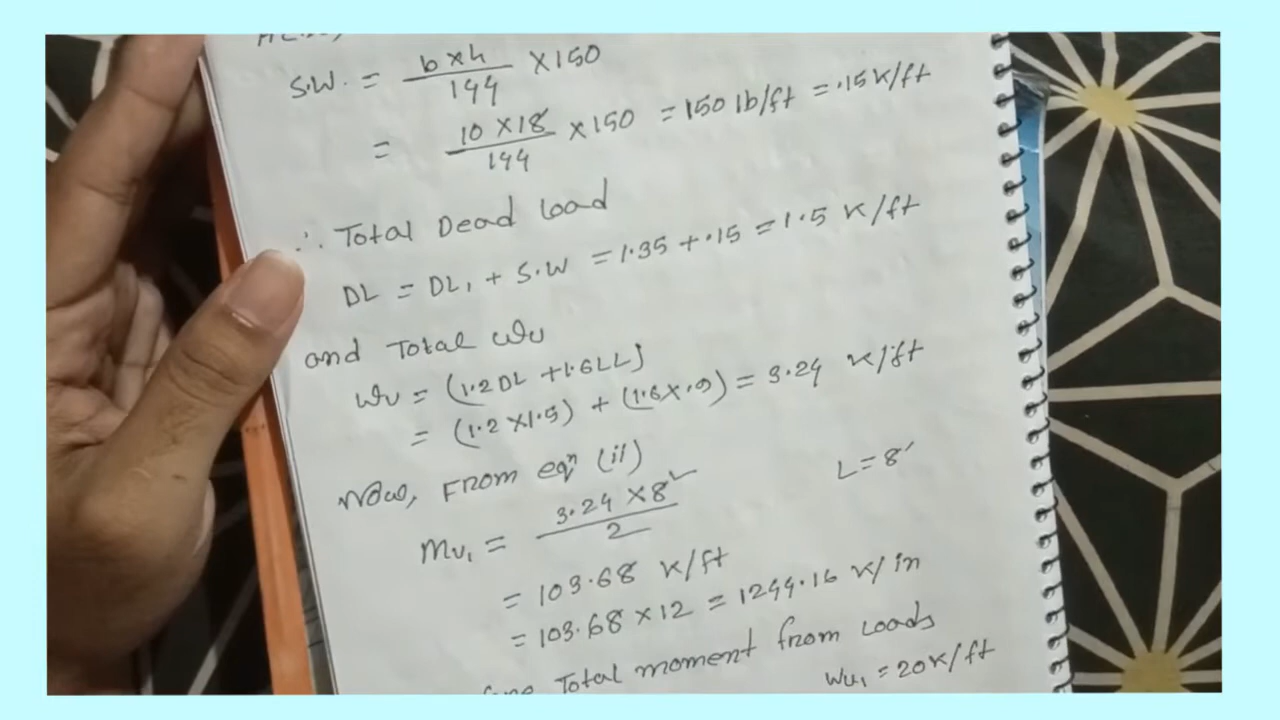 S.W. = b×h/144 ×150
= 10×18/144 ×150 = 150 lb/ft = .15 K/ft
∴ Total Dead load
DL = DL₁ + S.W = 1.35 + .15 = 1.5 K/ft
and Total Wu
Wu = (1.2DL + 1.6LL)
= (1.2×1.5) + (1.6×.9) = 3.24 K/ft
Now, From eqⁿ (ii)
Mu₁ = 3.24×8²/2 L=8'
= 103.68 K/ft
= 103.68×12 = 1244.16 K/in
Total moment from Loads
Wu₁ = 20K/ft